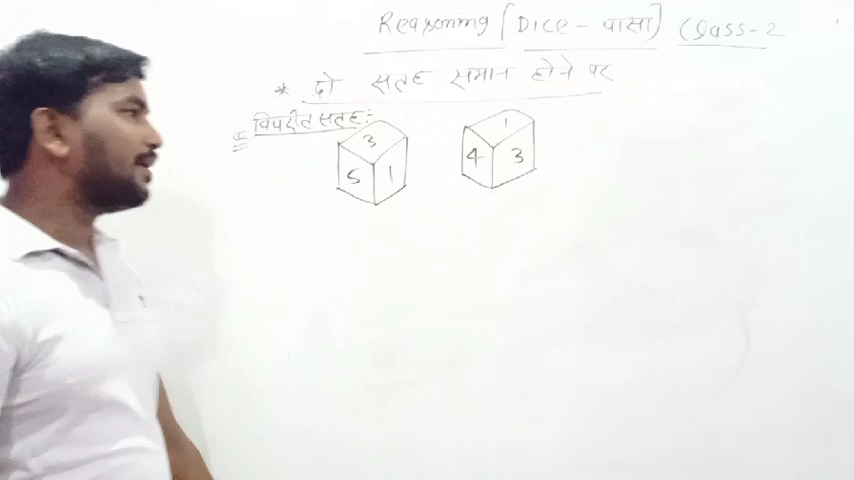 Reasoning [Dice - पासा] Class-2
* दो सतह समान होने पर
विपरीत सतह :-
3
5 1
1
4 3